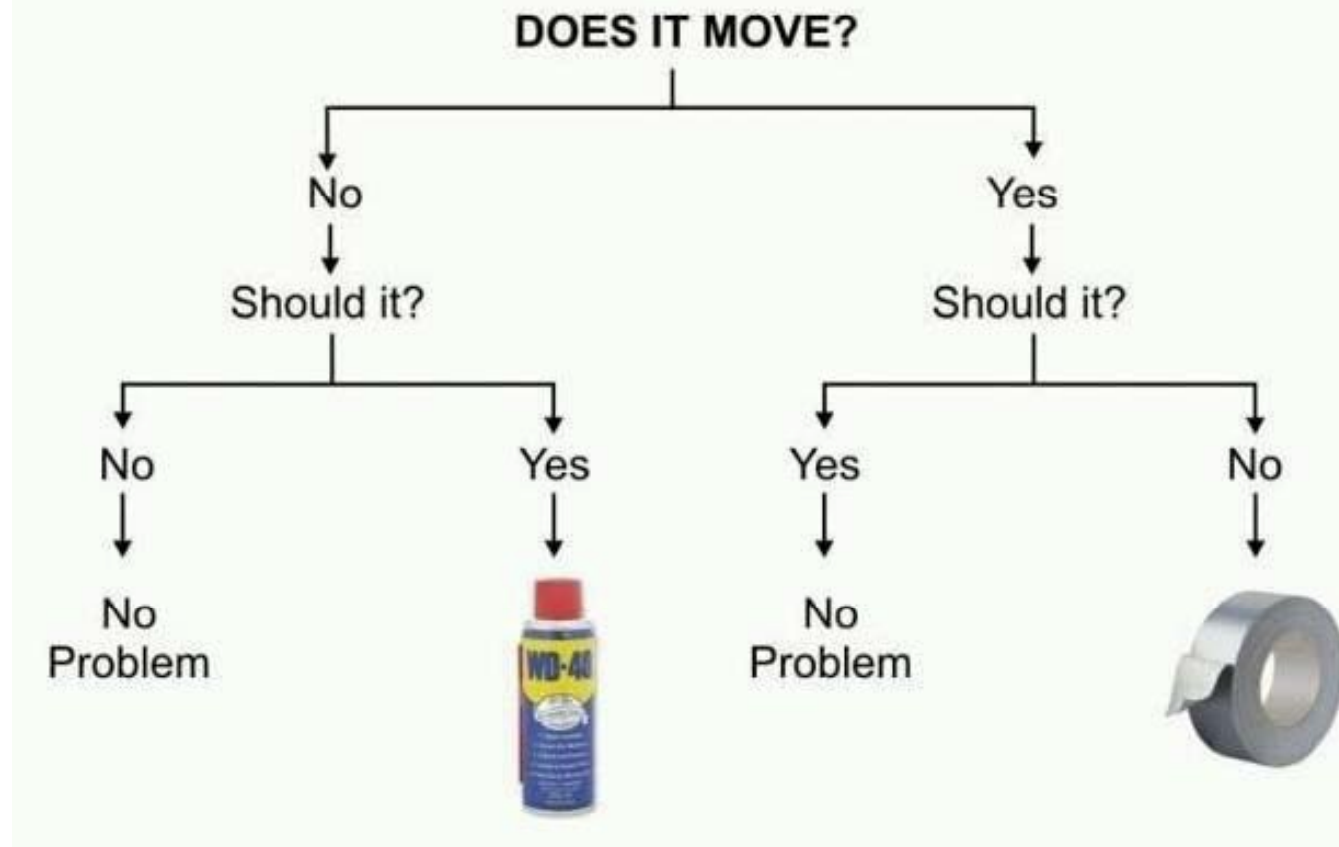 DOES IT MOVE?
No
Yes
Should it?
Should it?
No
Yes
Yes
No
No
Problem
No
Problem
WD-40